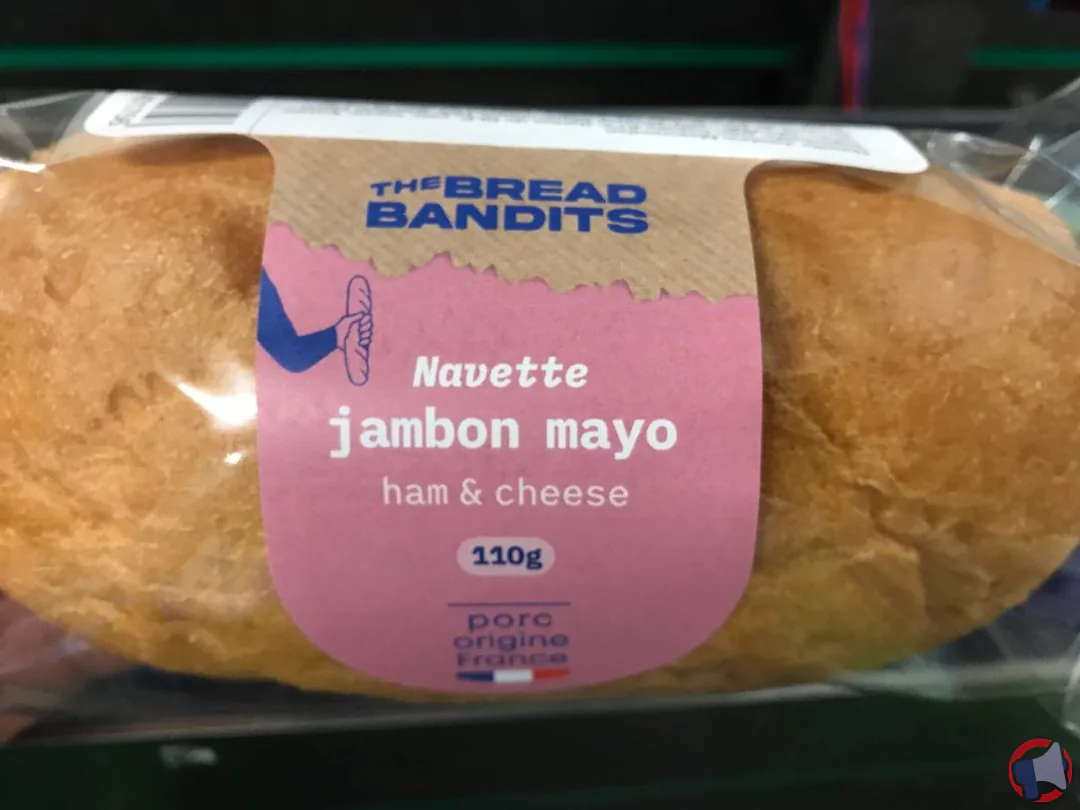 THE BREAD
BANDITS
Navette
jambon mayo
ham & cheese
110g
porc
origine
France